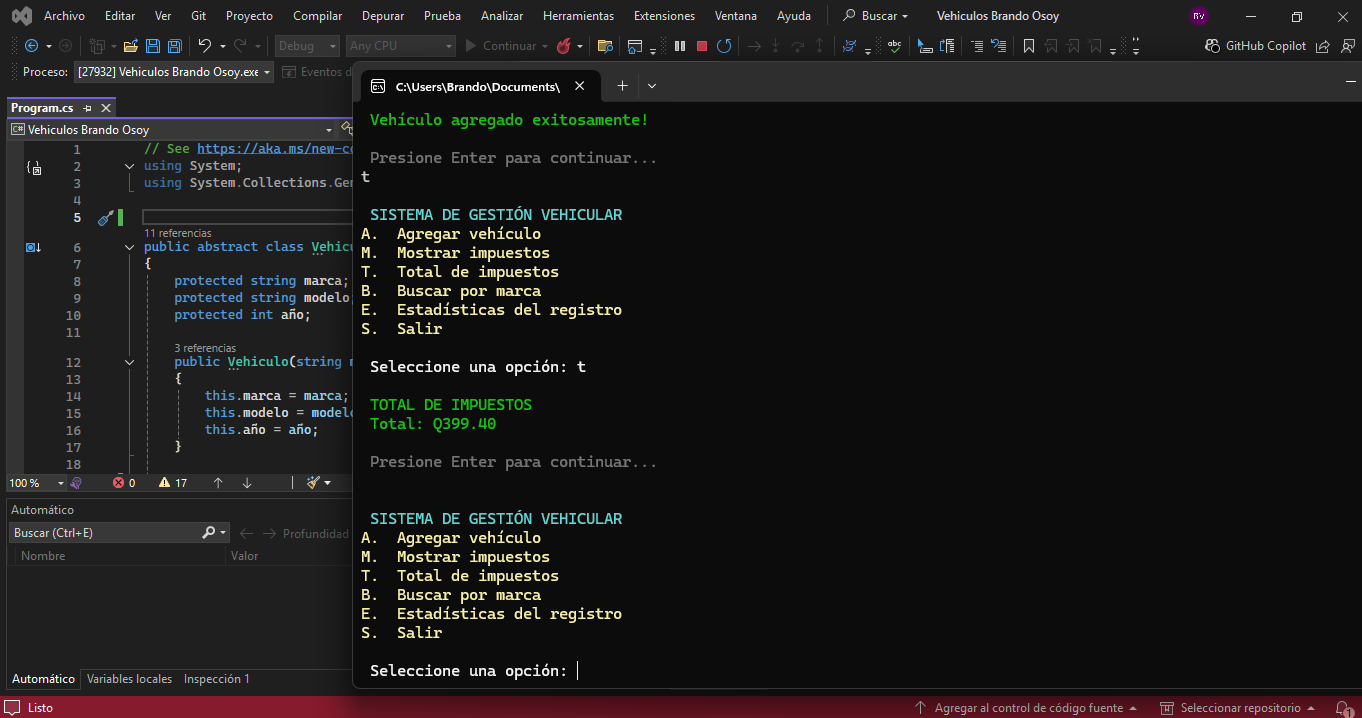 Archivo Editar Ver Git Proyecto Compilar Depurar Prueba Analizar Herramientas Extensiones Ventana Ayuda Buscar Vehiculos Brando Osoy RV
Debug Any CPU Continuar abc GitHub Copilot
Proceso: [27932] Vehiculos Brando Osoy.exe Eventos d
C:\Users\Brando\Documents\
Program.cs
Vehiculos Brando Osoy
1 // See https://aka.ms/new-co
2 using System;
3 using System.Collections.Gen
4
5
11 referencias
6 public abstract class Vehicu
7 {
8 protected string marca;
9 protected string modelo;
10 protected int año;
11
3 referencias
12 public Vehiculo(string m
13 {
14 this.marca = marca;
15 this.modelo = modelo
16 this.año = año;
17 }
18
100 % 0 17
Automático
Buscar (Ctrl+E) Profundidad
Nombre Valor
Automático Variables locales Inspección 1
Vehículo agregado exitosamente!
Presione Enter para continuar...
t
SISTEMA DE GESTIÓN VEHICULAR
A. Agregar vehículo
M. Mostrar impuestos
T. Total de impuestos
B. Buscar por marca
E. Estadísticas del registro
S. Salir
Seleccione una opción: t
TOTAL DE IMPUESTOS
Total: Q399.40
Presione Enter para continuar...
SISTEMA DE GESTIÓN VEHICULAR
A. Agregar vehículo
M. Mostrar impuestos
T. Total de impuestos
B. Buscar por marca
E. Estadísticas del registro
S. Salir
Seleccione una opción:
Listo Agregar al control de código fuente Seleccionar repositorio 1